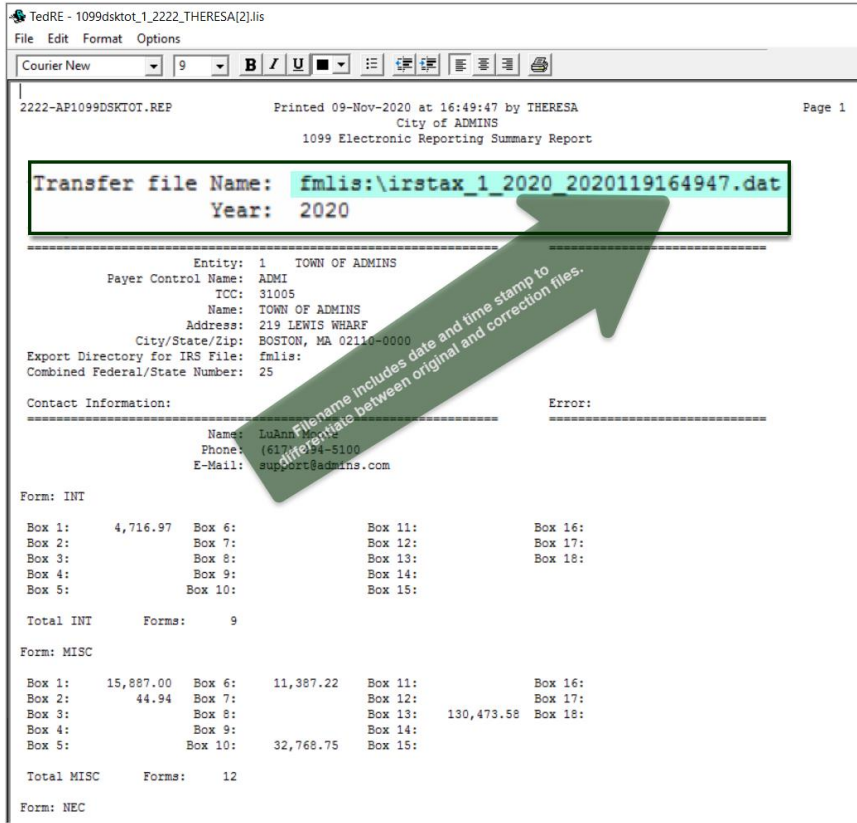 TedRE - 1099dsktot_1_2222_THERESA[2].lis
File Edit Format Options
Courier New 9 B I U
2222-AP1099DSKTOT.REP Printed 09-Nov-2020 at 16:49:47 by THERESA Page 1
City of ADMINS
1099 Electronic Reporting Summary Report
Transfer file Name: fmlis:\irstax_1_2020_2020119164947.dat
Year: 2020
Entity: 1 TOWN OF ADMINS
Payer Control Name: ADMI
TCC: 31005
Name: TOWN OF ADMINS
Address: 219 LEWIS WHARF
City/State/Zip: BOSTON, MA 02110-0000
Export Directory for IRS File: fmlis:
Combined Federal/State Number: 25
Filename includes date and time stamp to
differentiate between original and correction files.
Contact Information: Error:
Name: LuAnn Moore
Phone: (617) 494-5100
E-Mail: support@admins.com
Form: INT
Box 1: 4,716.97 Box 6: Box 11: Box 16:
Box 2: Box 7: Box 12: Box 17:
Box 3: Box 8: Box 13: Box 18:
Box 4: Box 9: Box 14:
Box 5: Box 10: Box 15:
Total INT Forms: 9
Form: MISC
Box 1: 15,887.00 Box 6: 11,387.22 Box 11: Box 16:
Box 2: 44.94 Box 7: Box 12: Box 17:
Box 3: Box 8: Box 13: 130,473.58 Box 18:
Box 4: Box 9: Box 14:
Box 5: Box 10: 32,768.75 Box 15:
Total MISC Forms: 12
Form: NEC